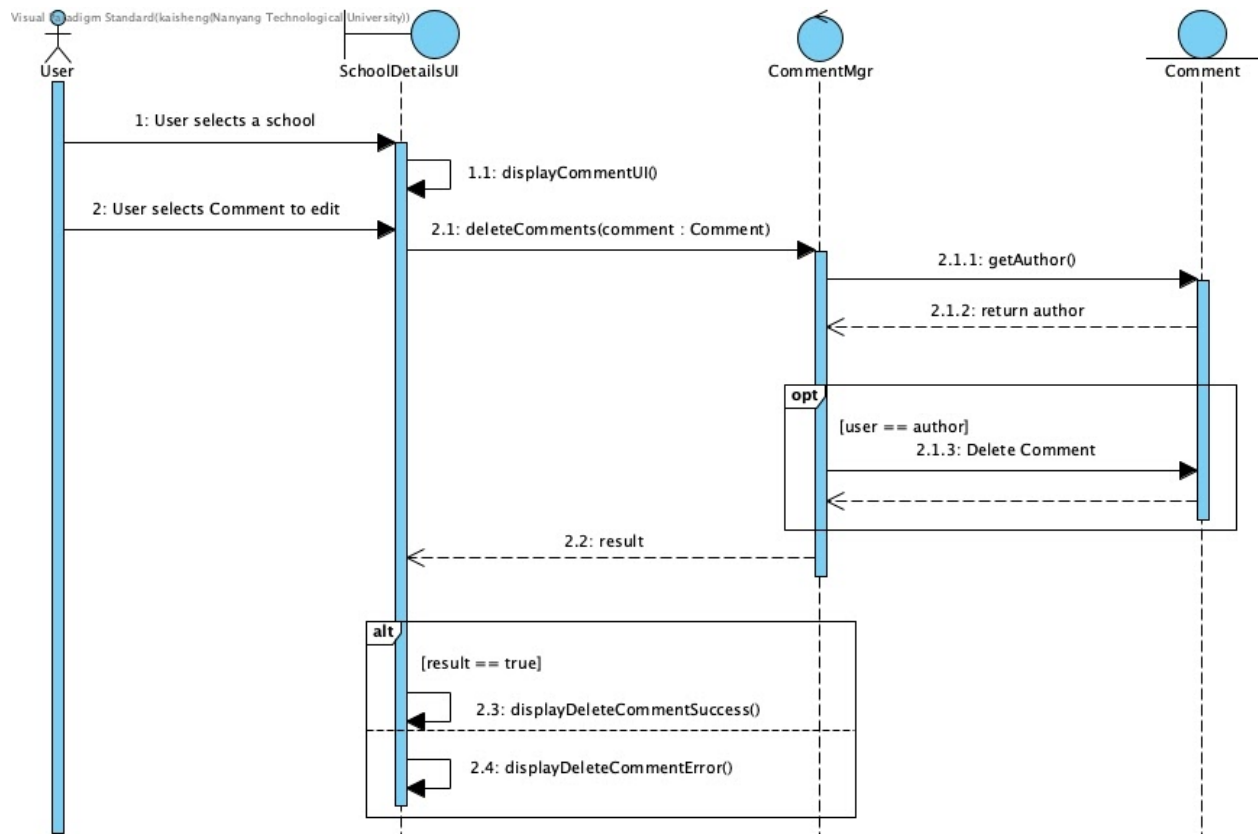 Visual Paradigm Standard(kaisheng(Nanyang Technological University))
User
SchoolDetailsUI
CommentMgr
Comment
1: User selects a school
1.1: displayCommentUI()
2: User selects Comment to edit
2.1: deleteComments(comment : Comment)
2.1.1: getAuthor()
2.1.2: return author
opt
[user == author]
2.1.3: Delete Comment
2.2: result
alt
[result == true]
2.3: displayDeleteCommentSuccess()
2.4: displayDeleteCommentError()